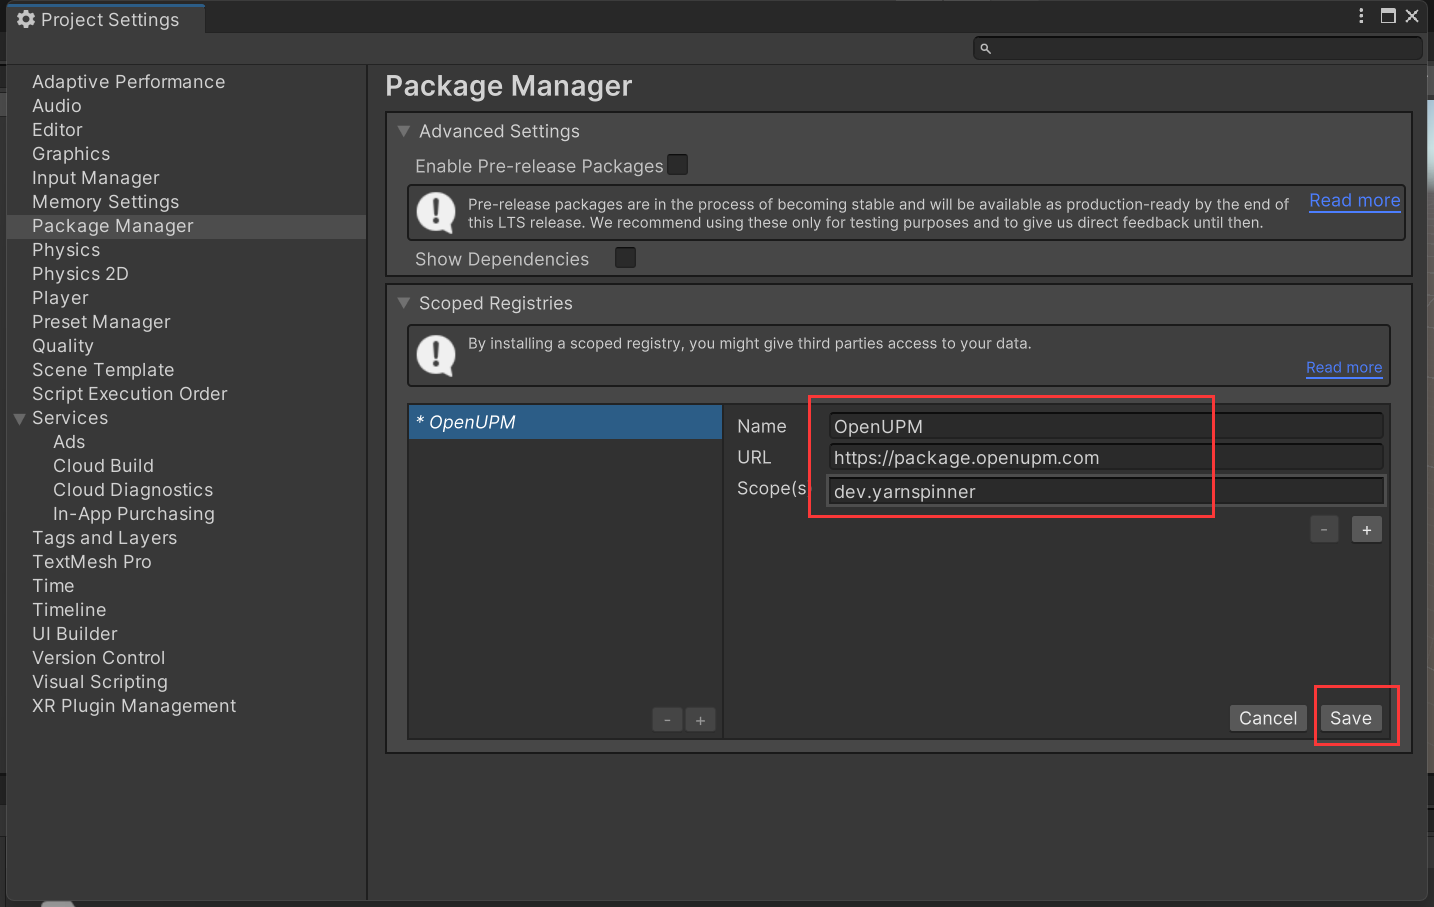 Project Settings
Adaptive Performance
Audio
Editor
Graphics
Input Manager
Memory Settings
Package Manager
Physics
Physics 2D
Player
Preset Manager
Quality
Scene Template
Script Execution Order
Services
Ads
Cloud Build
Cloud Diagnostics
In-App Purchasing
Tags and Layers
TextMesh Pro
Time
Timeline
UI Builder
Version Control
Visual Scripting
XR Plugin Management
Package Manager
Advanced Settings
Enable Pre-release Packages
Pre-release packages are in the process of becoming stable and will be available as production-ready by the end of
this LTS release. We recommend using these only for testing purposes and to give us direct feedback until then.
Read more
Show Dependencies
Scoped Registries
By installing a scoped registry, you might give third parties access to your data.
Read more
* OpenUPM
- +
Name OpenUPM
URL https://package.openupm.com
Scope(s dev.yarnspinner
- +
Cancel Save